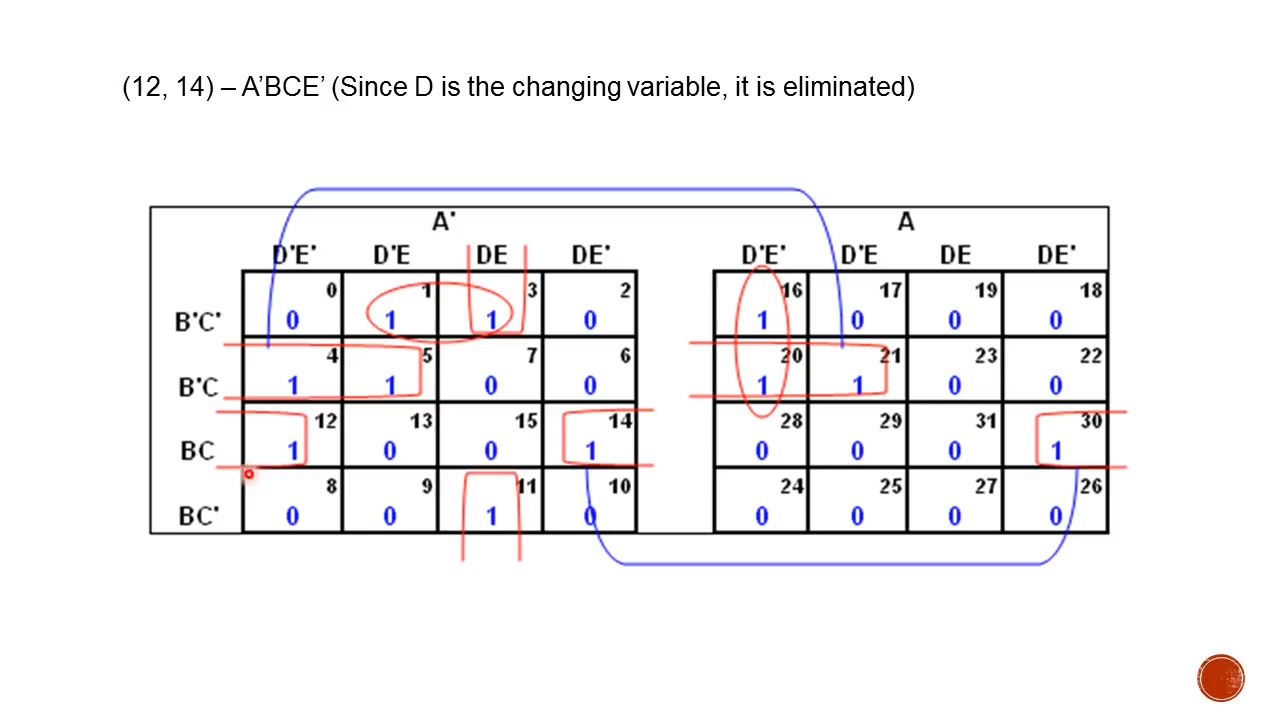 (12, 14) – A’BCE’ (Since D is the changing variable, it is eliminated)
A' A
D'E' D'E DE DE' D'E' D'E DE DE'
0 1 3 2 16 17 19 18
B'C' 0 1 1 0 1 0 0 0
4 5 7 6 20 21 23 22
B'C 1 1 0 0 1 1 0 0
12 13 15 14 28 29 31 30
BC 1 0 0 1 0 0 0 1
8 9 11 10 24 25 27 26
BC' 0 0 1 0 0 0 0 0